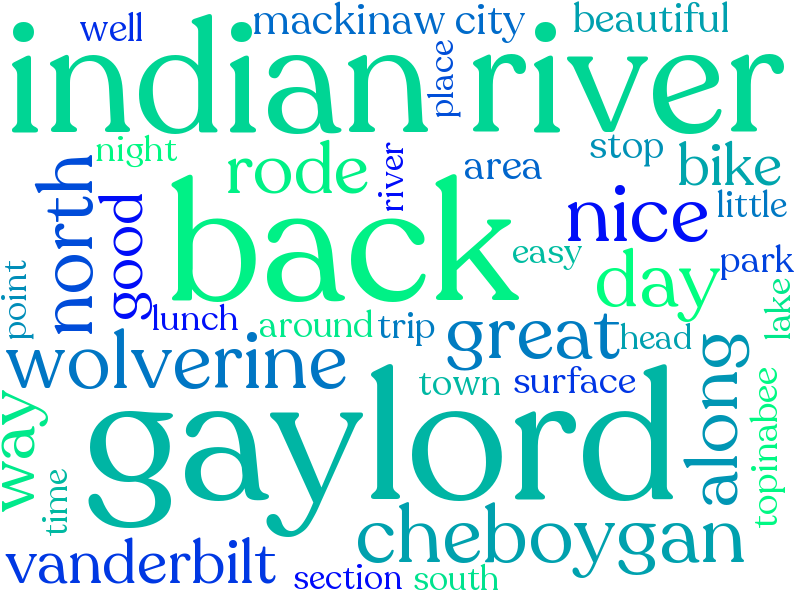 well
mackinaw city
beautiful
indian river
place
night
rode
river
area
stop
bike
north
good
back
nice
little
easy
day
park
point
lunch
around
trip
great
head
lake
wolverine
town
surface
along
way
gaylord
topinabee
time
cheboygan
vanderbilt
section
south